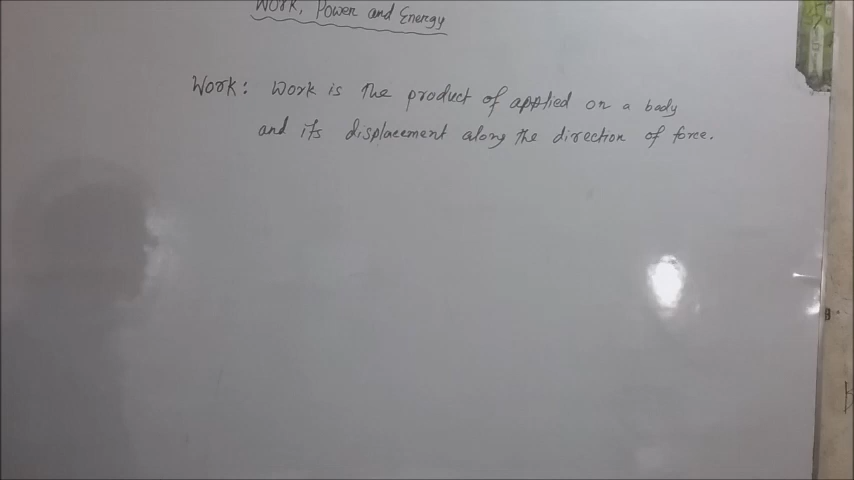 Work, Power and Energy
Work: Work is the product of applied on a body
and its displacement along the direction of force.